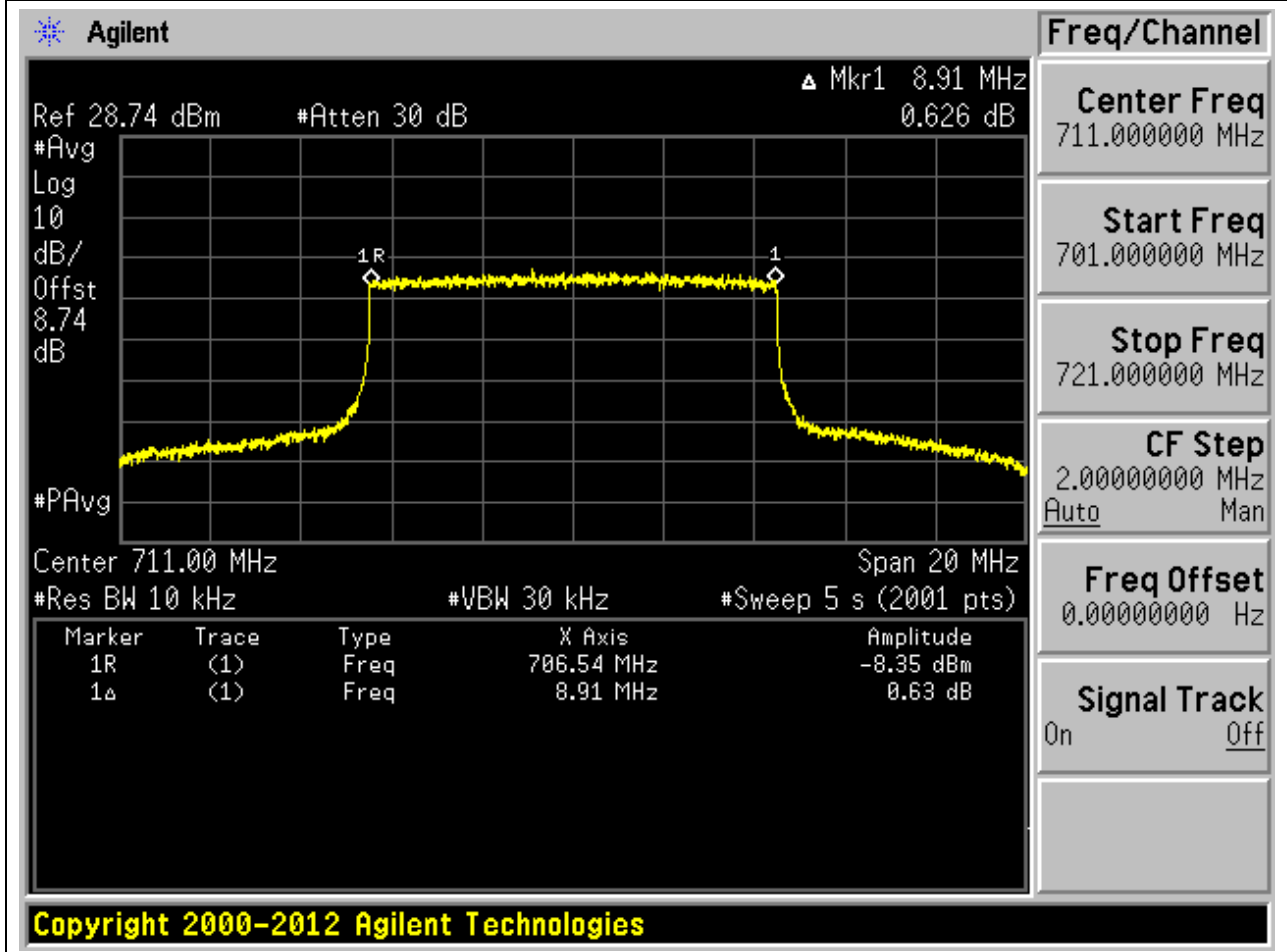 Agilent
Freq/Channel
▵ Mkr1 8.91 MHz
Ref 28.74 dBm #Atten 30 dB 0.626 dB
#Avg
Log
10
dB/
Offst
8.74
dB
1R
1
#PAvg
Center 711.00 MHz Span 20 MHz
#Res BW 10 kHz #VBW 30 kHz #Sweep 5 s (2001 pts)
Marker Trace Type X Axis Amplitude
1R (1) Freq 706.54 MHz -8.35 dBm
1▵ (1) Freq 8.91 MHz 0.63 dB
Center Freq
711.000000 MHz
Start Freq
701.000000 MHz
Stop Freq
721.000000 MHz
CF Step
2.00000000 MHz
Auto Man
Freq Offset
0.00000000 Hz
Signal Track
On Off
Copyright 2000-2012 Agilent Technologies